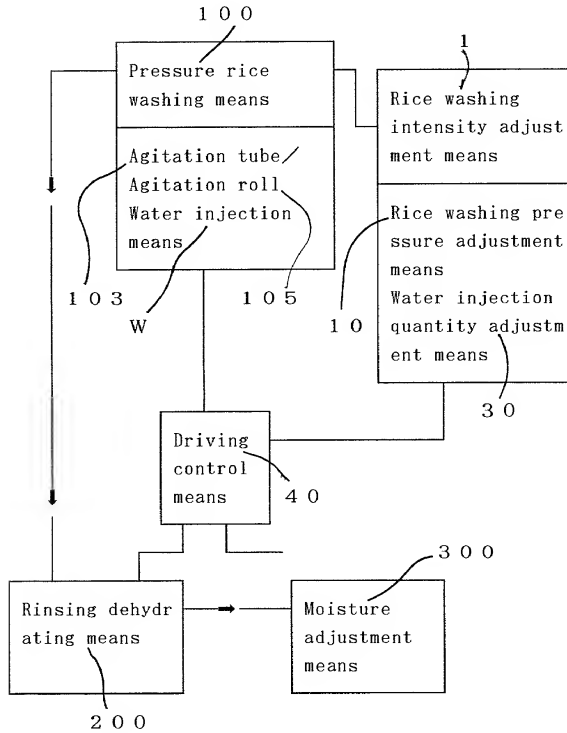 100
Pressure rice
washing means
1
Rice washing
intensity adjust
ment means
Agitation tube/
Agitation roll
Water injection
means
Rice washing pre
ssure adjustment
means
Water injection
quantity adjustm
ent means
103
W
105
10
30
Driving
control
means
40
300
Rinsing dehydr
ating means
Moisture
adjustment
means
200